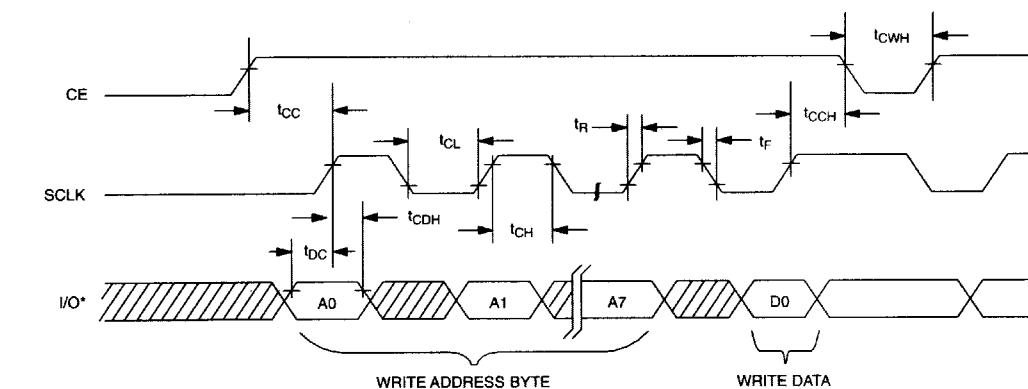 tCWH
CE
tCC
tCCH
tR
tF
tCL
SCLK
tCDH
tCH
tDC
I/O*
A0
A1
A7
D0
WRITE ADDRESS BYTE
WRITE DATA